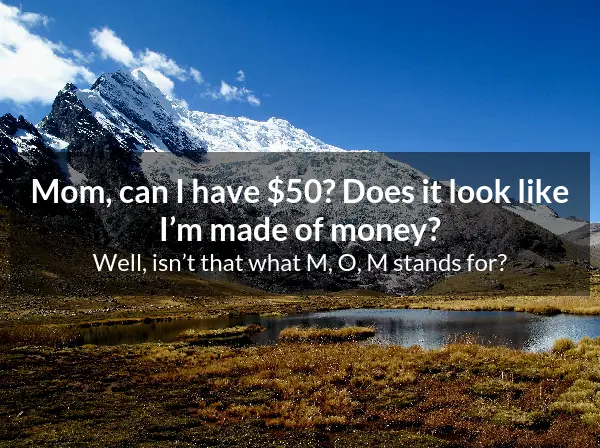 Mom, can I have $50? Does it look like
I’m made of money?
Well, isn’t that what M, O, M stands for?